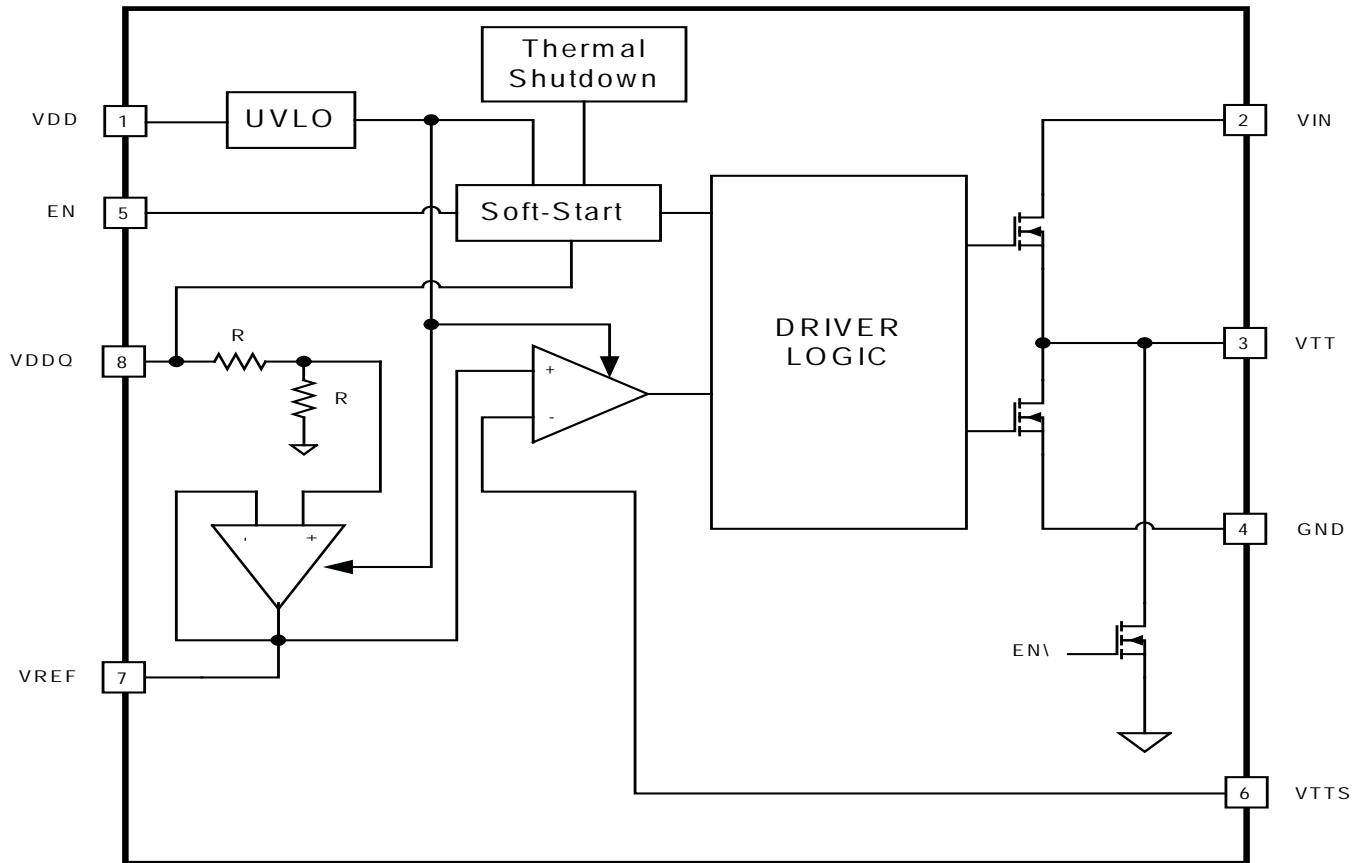 Thermal
Shutdown
VDD
1
UVLO
2
VIN
EN
5
Soft-Start
R
VDDQ
8
R
+
-
DRIVER
LOGIC
3
VTT
-
+
4
GND
EN\
VREF
7
6
VTTS